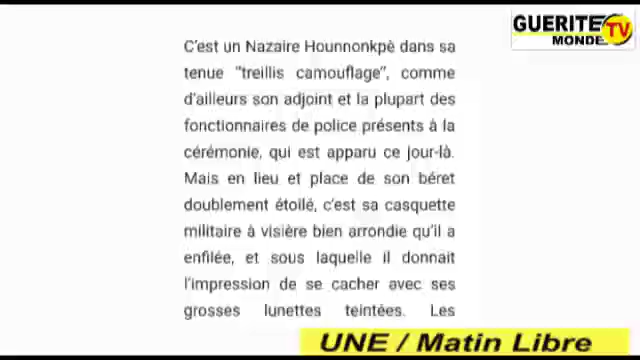 GUERITE TV
MONDE
C'est un Nazaire Hounnonkpè dans sa
tenue "treillis camouflage", comme
d'ailleurs son adjoint et la plupart des
fonctionnaires de police présents à la
cérémonie, qui est apparu ce jour-là.
Mais en lieu et place de son béret
doublement étoilé, c'est sa casquette
militaire à visière bien arrondie qu'il a
enfilée, et sous laquelle il donnait
l'impression de se cacher avec ses
grosses lunettes teintées. Les
UNE / Matin Libre